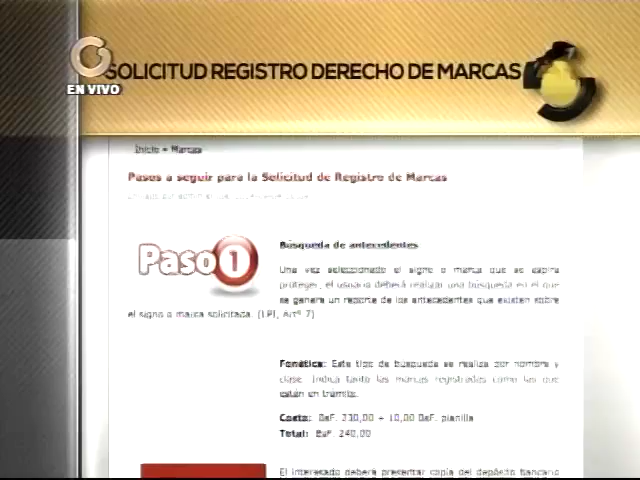 SOLICITUD REGISTRO DERECHO DE MARCAS
EN VIVO
Inicio » Marcas
Pasos a seguir para la Solicitud de Registro de Marcas
Paso 1
Búsqueda de antecedentes
Una vez seleccionado el signo o marca que se aspira
proteger, el usuario deberá realizar una búsqueda en el que
se genera un reporte de los antecedentes que existen sobre
el signo o marca solicitada. (LPI, Artº 7)
Fonética: Este tipo de búsqueda se realiza por nombre y
clase. Indica tanto las marcas registradas como las que
están en trámite.
Costo: BsF. 230,00 + 10,00 BsF. planilla
Total: BsF. 240,00
El interesado deberá presentar copia del depósito bancario